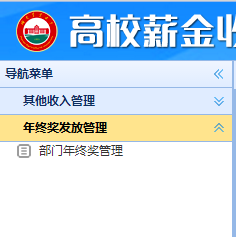 高校薪金收
导航菜单
其他收入管理
年终奖发放管理
部门年终奖管理